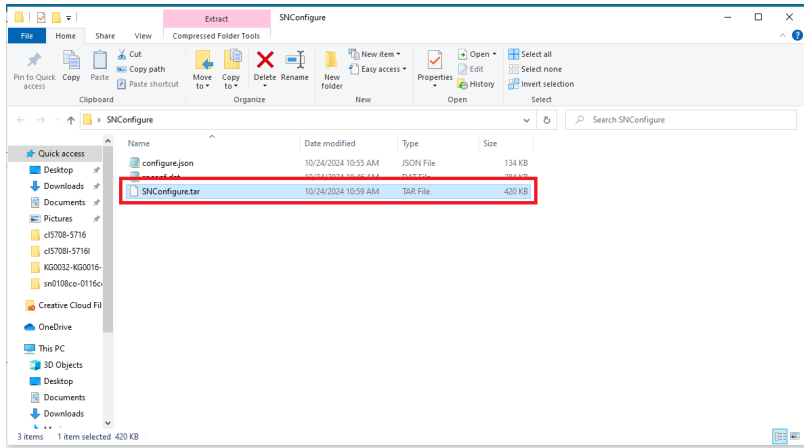 Extract
SNConfigure
File
Home
Share
View
Compressed Folder Tools
Pin to Quick access
Copy
Paste
Cut
Copy path
Paste shortcut
Move to
Copy to
Delete
Rename
New folder
New item
Easy access
Properties
Open
Edit
History
Select all
Select none
Invert selection
Clipboard
Organize
New
Open
Select
SNConfigure
Search SNConfigure
Name
Date modified
Type
Size
configure.json
10/24/2024 10:55 AM
JSON File
134 KB
SNConfigure.tar
10/24/2024 10:59 AM
TAR File
420 KB
Quick access
Desktop
Downloads
Documents
Pictures
cl5708-5716
cl5708I-5716I
KG0032-KG0016-
Creative Cloud Fil
OneDrive
This PC
3D Objects
Desktop
Documents
Downloads
3 items
1 item selected 420 KB